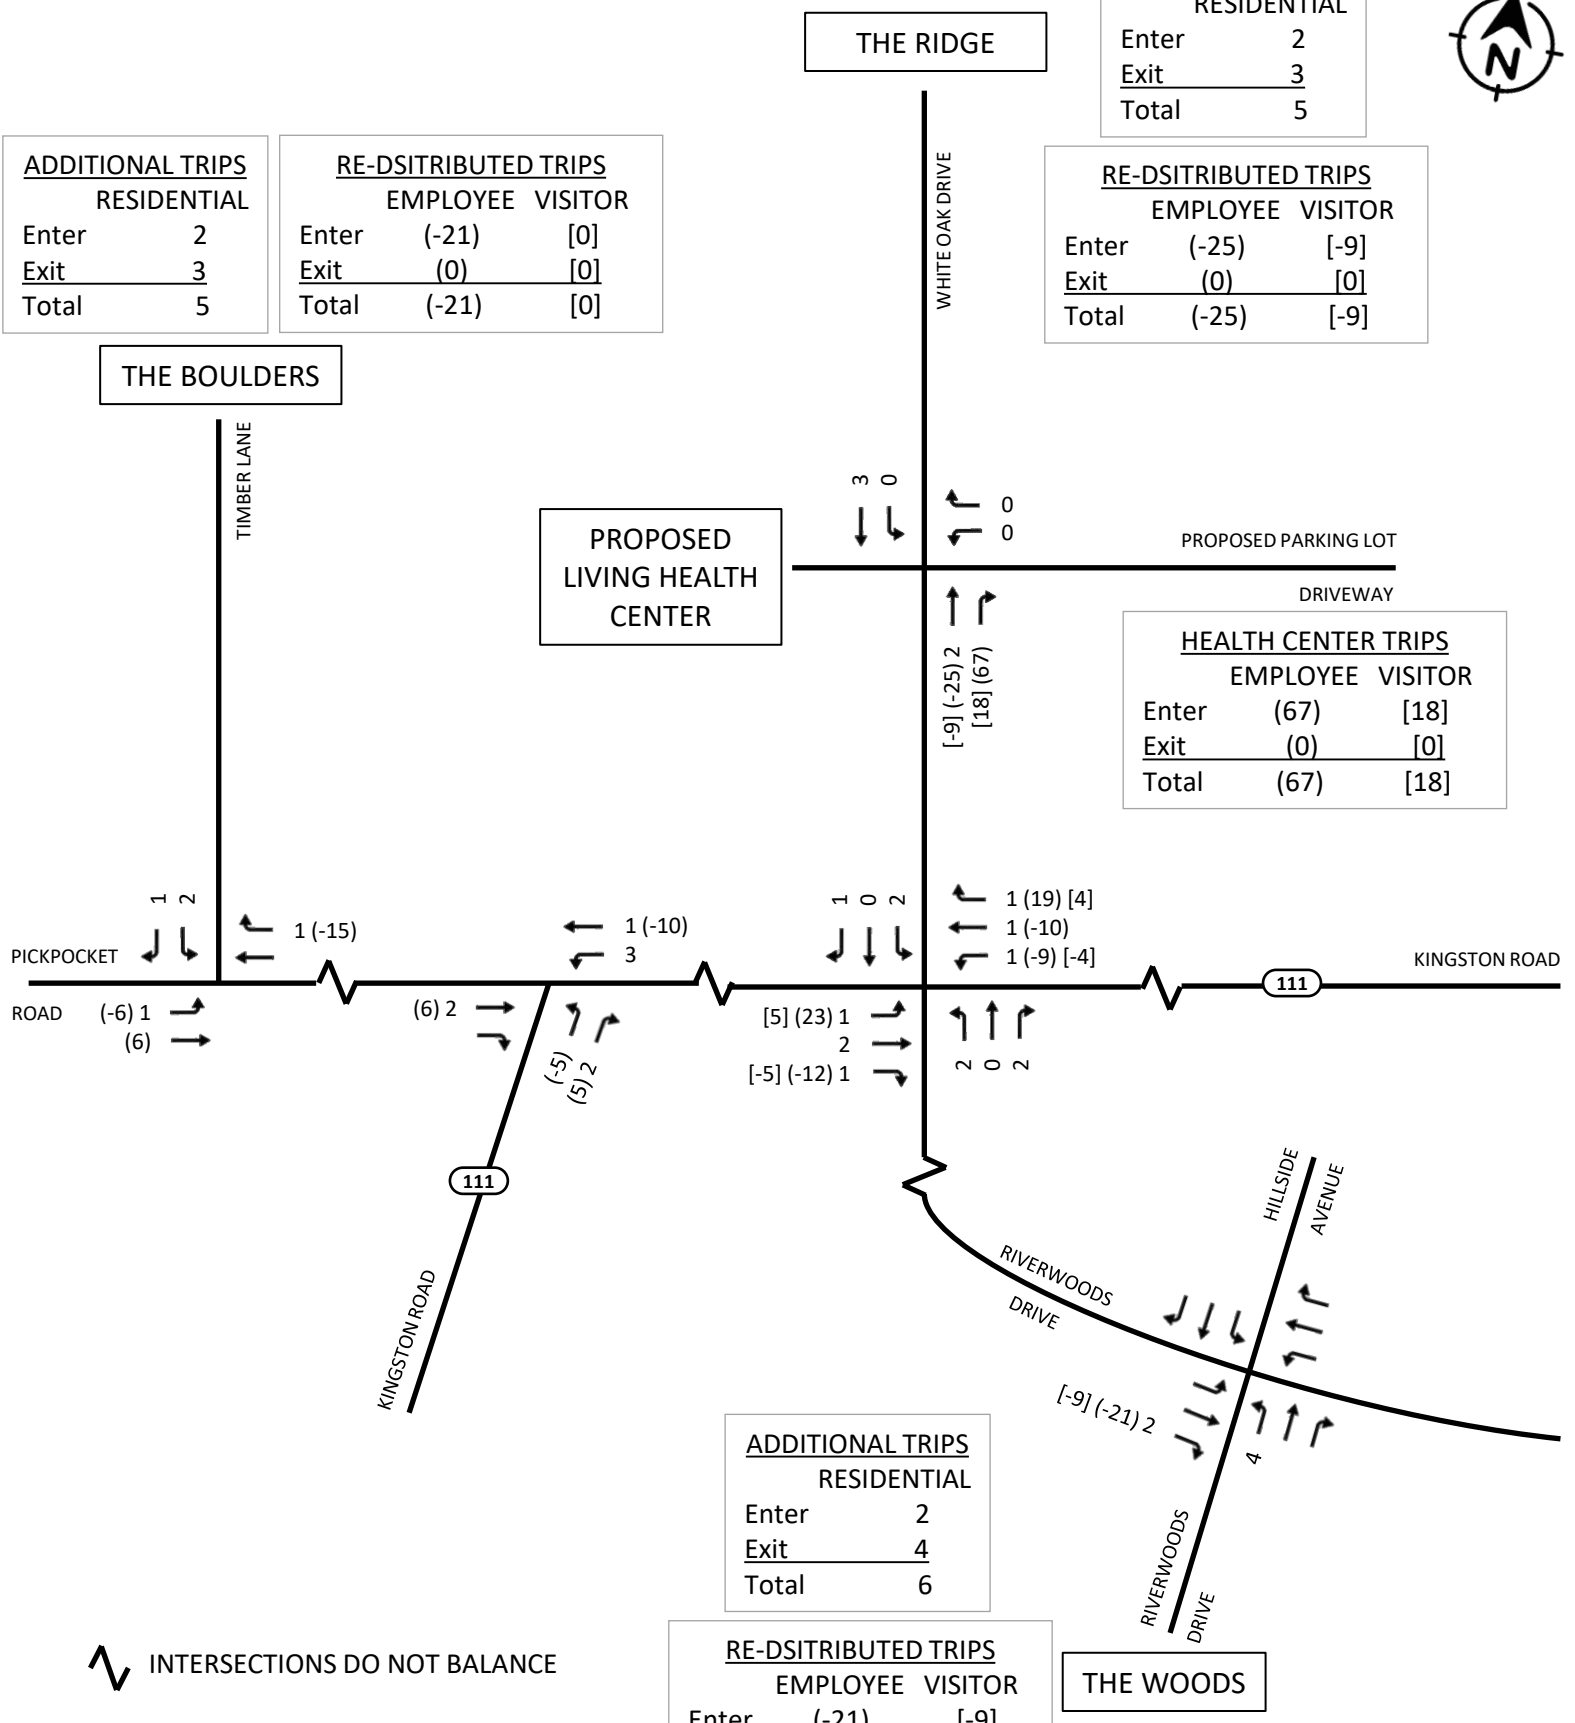 THE RIDGE
RESIDENTIAL
Enter 2
Exit 3
Total 5
N
ADDITIONAL TRIPS
RESIDENTIAL
Enter 2
Exit 3
Total 5
RE-DSITRIBUTED TRIPS
EMPLOYEE VISITOR
Enter (-21) [0]
Exit (0) [0]
Total (-21) [0]
WHITE OAK DRIVE
RE-DSITRIBUTED TRIPS
EMPLOYEE VISITOR
Enter (-25) [-9]
Exit (0) [0]
Total (-25) [-9]
THE BOULDERS
TIMBER LANE
3
0
0
0
PROPOSED
LIVING HEALTH
CENTER
PROPOSED PARKING LOT
DRIVEWAY
[-9] (-25) 2
[18] (67)
HEALTH CENTER TRIPS
EMPLOYEE VISITOR
Enter (67) [18]
Exit (0) [0]
Total (67) [18]
1
2
1 (-15)
PICKPOCKET
ROAD
(-6) 1
(6)
1 (-10)
3
(6) 2
(-5)
(5) 2
1
0
2
1 (19) [4]
1 (-10)
1 (-9) [-4]
[5] (23) 1
2
[-5] (-12) 1
2
0
2
KINGSTON ROAD
111
111
KINGSTON ROAD
RIVERWOODS
DRIVE
HILLSIDE
AVENUE
[-9] (-21) 2
4
RIVERWOODS
DRIVE
ADDITIONAL TRIPS
RESIDENTIAL
Enter 2
Exit 4
Total 6
RE-DSITRIBUTED TRIPS
EMPLOYEE VISITOR
Enter (-21) [-9]
THE WOODS
INTERSECTIONS DO NOT BALANCE